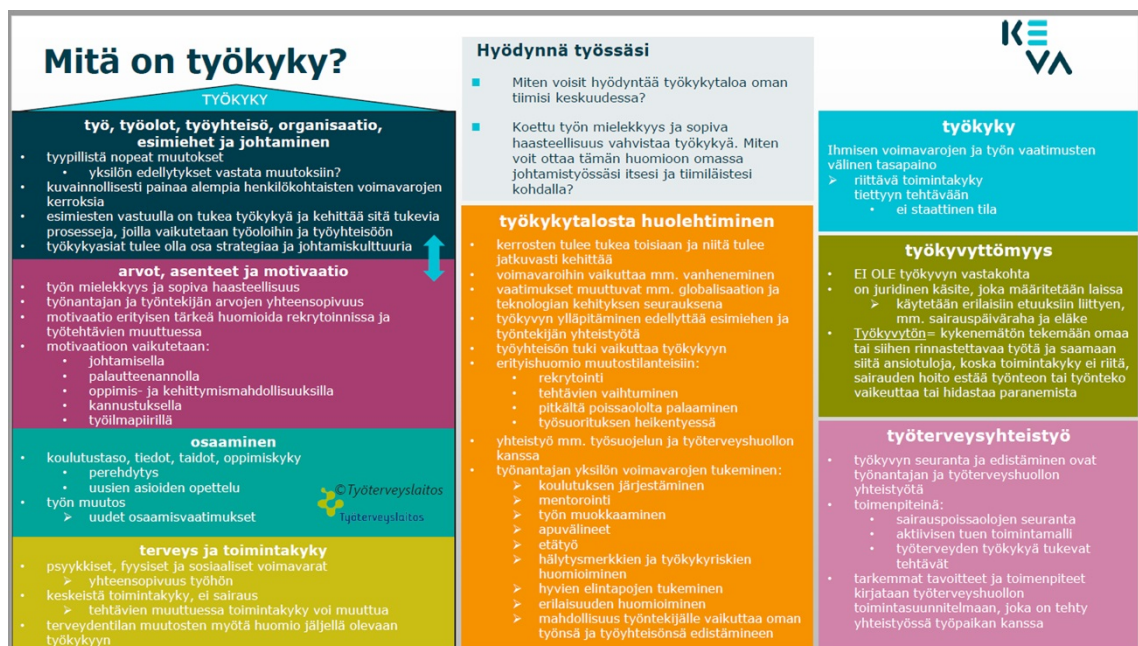 Mitä on työkyky?
TYÖKYKY
työ, työolot, työyhteisö, organisaatio,
esimiehet ja johtaminen
• tyypillistä nopeat muutokset
• yksilön edellytykset vastata muutoksiin?
• kuvainnollisesti painaa alempia henkilökohtaisten voimavarojen
kerroksia
• esimiesten vastuulla on tukea työkykyä ja kehittää sitä tukevia
prosesseja, joilla vaikutetaan työoloihin ja työyhteisöön
• työkykyasiat tulee olla osa strategiaa ja johtamiskulttuuria
arvot, asenteet ja motivaatio
• työn mielekkyys ja sopiva haasteellisuus
• työnantajan ja työntekijän arvojen yhteensopivuus
• motivaatio erityisen tärkeä huomioida rekrytoinnissa ja
työtehtävien muuttuessa
• motivaatioon vaikutetaan:
• johtamisella
• palautteenannolla
• oppimis- ja kehittymismahdollisuuksilla
• kannustuksella
• työilmapiirillä
osaaminen
• koulutustaso, tiedot, taidot, oppimiskyky
• perehdytys
• uusien asioiden opettelu
• työn muutos
➢ uudet osaamisvaatimukset
©Työterveyslaitos
Työterveyslaitos
terveys ja toimintakyky
• psyykkiset, fyysiset ja sosiaaliset voimavarat
➢ yhteensopivuus työhön
• keskeistä toimintakyky, ei sairaus
➢ tehtävien muuttuessa toimintakyky voi muuttua
• terveydentilan muutosten myötä huomio jäljellä olevaan
työkykyyn
Hyödynnä työssäsi
■ Miten voisit hyödyntää työkykytaloa oman
tiimisi keskuudessa?
■ Koettu työn mielekkyys ja sopiva
haasteellisuus vahvistaa työkykyä. Miten
voit ottaa tämän huomioon omassa
johtamistyössäsi itsesi ja tiimiläistesi
kohdalla?
työkykytalosta huolehtiminen
• kerrosten tulee tukea toisiaan ja niitä tulee
jatkuvasti kehittää
• voimavaroihin vaikuttaa mm. vanheneminen
• vaatimukset muuttuvat mm. globalisaation ja
teknologian kehityksen seurauksena
• työkyvyn ylläpitäminen edellyttää esimiehen ja
työntekijän yhteistyötä
• työyhteisön tuki vaikuttaa työkykyyn
• erityishuomio muutostilanteisiin:
• rekrytointi
• tehtävien vaihtuminen
• pitkältä poissaololta palaaminen
• työsuorituksen heikentyessä
• yhteistyö mm. työsuojelun ja työterveyshuollon
kanssa
• työnantajan yksilön voimavarojen tukeminen:
➢ koulutuksen järjestäminen
➢ mentorointi
➢ työn muokkaaminen
➢ apuvälineet
➢ etätyö
➢ hälytysmerkkien ja työkykyriskien
huomioiminen
➢ hyvien elintapojen tukeminen
➢ erilaisuuden huomioiminen
➢ mahdollisuus työntekijälle vaikuttaa oman
työnsä ja työyhteisönsä edistämineen
KEVA
työkyky
Ihmisen voimavarojen ja työn vaatimusten
välinen tasapaino
➢ riittävä toimintakyky
tiettyyn tehtävään
• ei staattinen tila
työkyvyttömyys
• EI OLE työkyvyn vastakohta
• on juridinen käsite, joka määritetään laissa
➢ käytetään erilaisiin etuuksiin liittyen,
mm. sairauspäiväraha ja eläke
• Työkyvytön= kykenemätön tekemään omaa
tai siihen rinnastettavaa työtä ja saamaan
siitä ansiotuloja, koska toimintakyky ei riitä,
sairauden hoito estää työnteon tai työnteko
vaikeuttaa tai hidastaa paranemista
työterveysyhteistyö
• työkyvyn seuranta ja edistäminen ovat
työnantajan ja työterveyshuollon
yhteistyötä
• toimenpiteinä:
• sairauspoissaolojen seuranta
• aktiivisen tuen toimintamalli
• työterveyden työkykyä tukevat
tehtävät
• tarkemmat tavoitteet ja toimenpiteet
kirjataan työterveyshuollon
toimintasuunnitelmaan, joka on tehty
yhteistyössä työpaikan kanssa